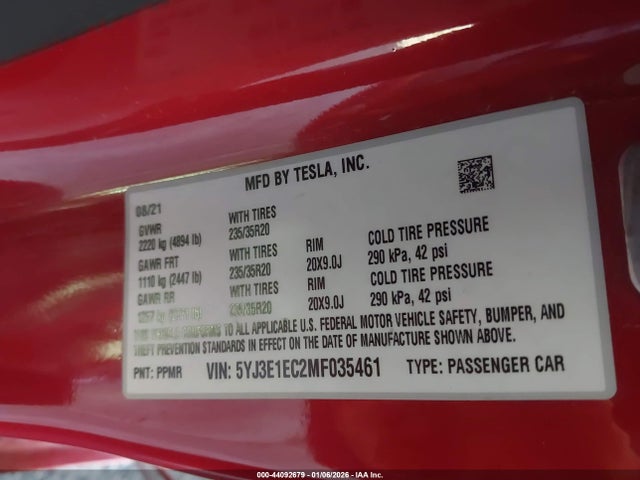 MFD BY TESLA, INC.
08/21
GVWR WITH TIRES
2220 kg (4894 lb) 235/35R20 RIM COLD TIRE PRESSURE
GAWR FRT WITH TIRES 20X9.0J 290 kPa, 42 psi
1110 kg (2447 lb) 235/35R20 RIM COLD TIRE PRESSURE
GAWR RR WITH TIRES 20X9.0J 290 kPa, 42 psi
235/35R20
THIS VEHICLE CONFORMS TO ALL APPLICABLE U.S. FEDERAL MOTOR VEHICLE SAFETY, BUMPER, AND
THEFT PREVENTION STANDARDS IN EFFECT ON THE DATE OF MANUFACTURE SHOWN ABOVE.
PNT: PPMR VIN: 5YJ3E1EC2MF035461 TYPE: PASSENGER CAR
000-44092679 - 01/06/2026 - IAA Inc.